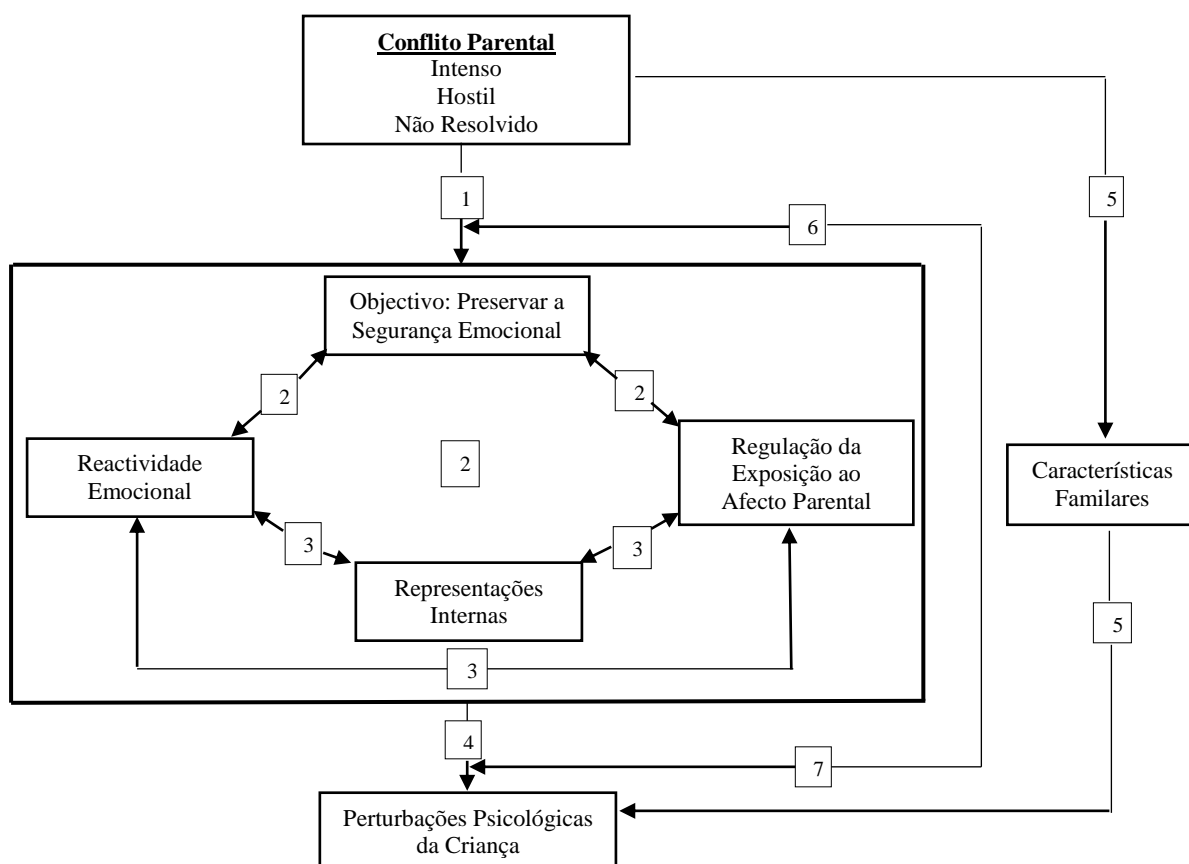 Conflito Parental
Intenso
Hostil
Não Resolvido
1
5
6
Objectivo: Preservar a
Segurança Emocional
2
2
2
Reactividade
Emocional
Regulação da
Exposição ao
Afecto Parental
Características
Familares
3
3
Representações
Internas
5
3
4
7
Perturbações Psicológicas
da Criança